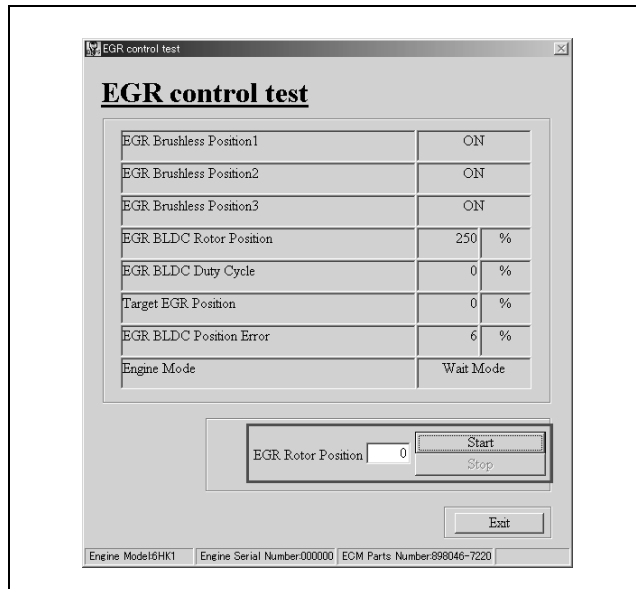 EGR control test
EGR control test
EGR Brushless Position1 ON
EGR Brushless Position2 ON
EGR Brushless Position3 ON
EGR BLDC Rotor Position 250 %
EGR BLDC Duty Cycle 0 %
Target EGR Position 0 %
EGR BLDC Position Error 6 %
Engine Mode Wait Mode
EGR Rotor Position 0 Start
Stop
Exit
Engine Model:6HK1 Engine Serial Number:000000 ECM Parts Number:898046-7220